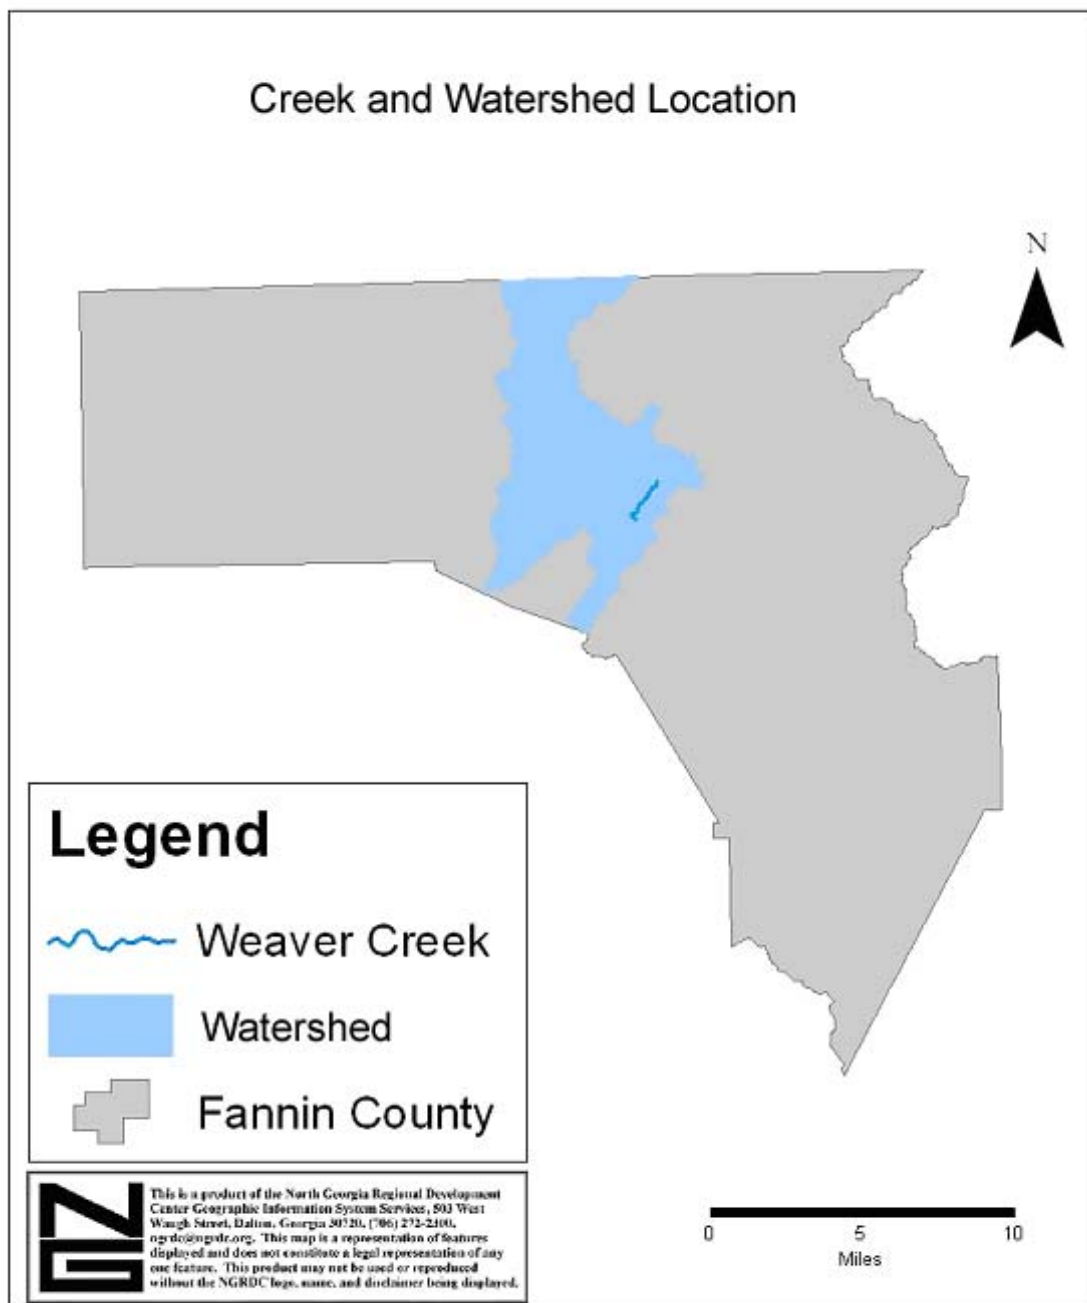 Creek and Watershed Location
N
Legend
Weaver Creek
Watershed
Fannin County
NG
This is a product of the North Georgia Regional Development
Center Geographic Information System Services, 503 West
Waugh Street, Dalton, Georgia 30720, (706) 272-2300,
ngrdc@ngrdc.org. This map is a representation of features
displayed and does not constitute a legal representation of any
one feature. This product may not be used or reproduced
without the NGRDC logo, name, and disclaimer being displayed.
0 5 10
Miles